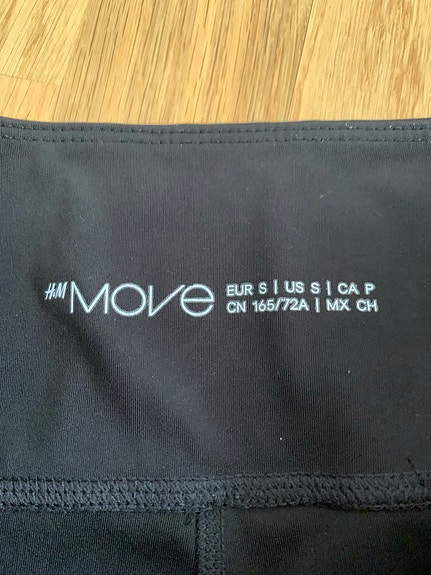 H&M MOVE
EUR S | US S | CA P
CN 165/72A | MX CH